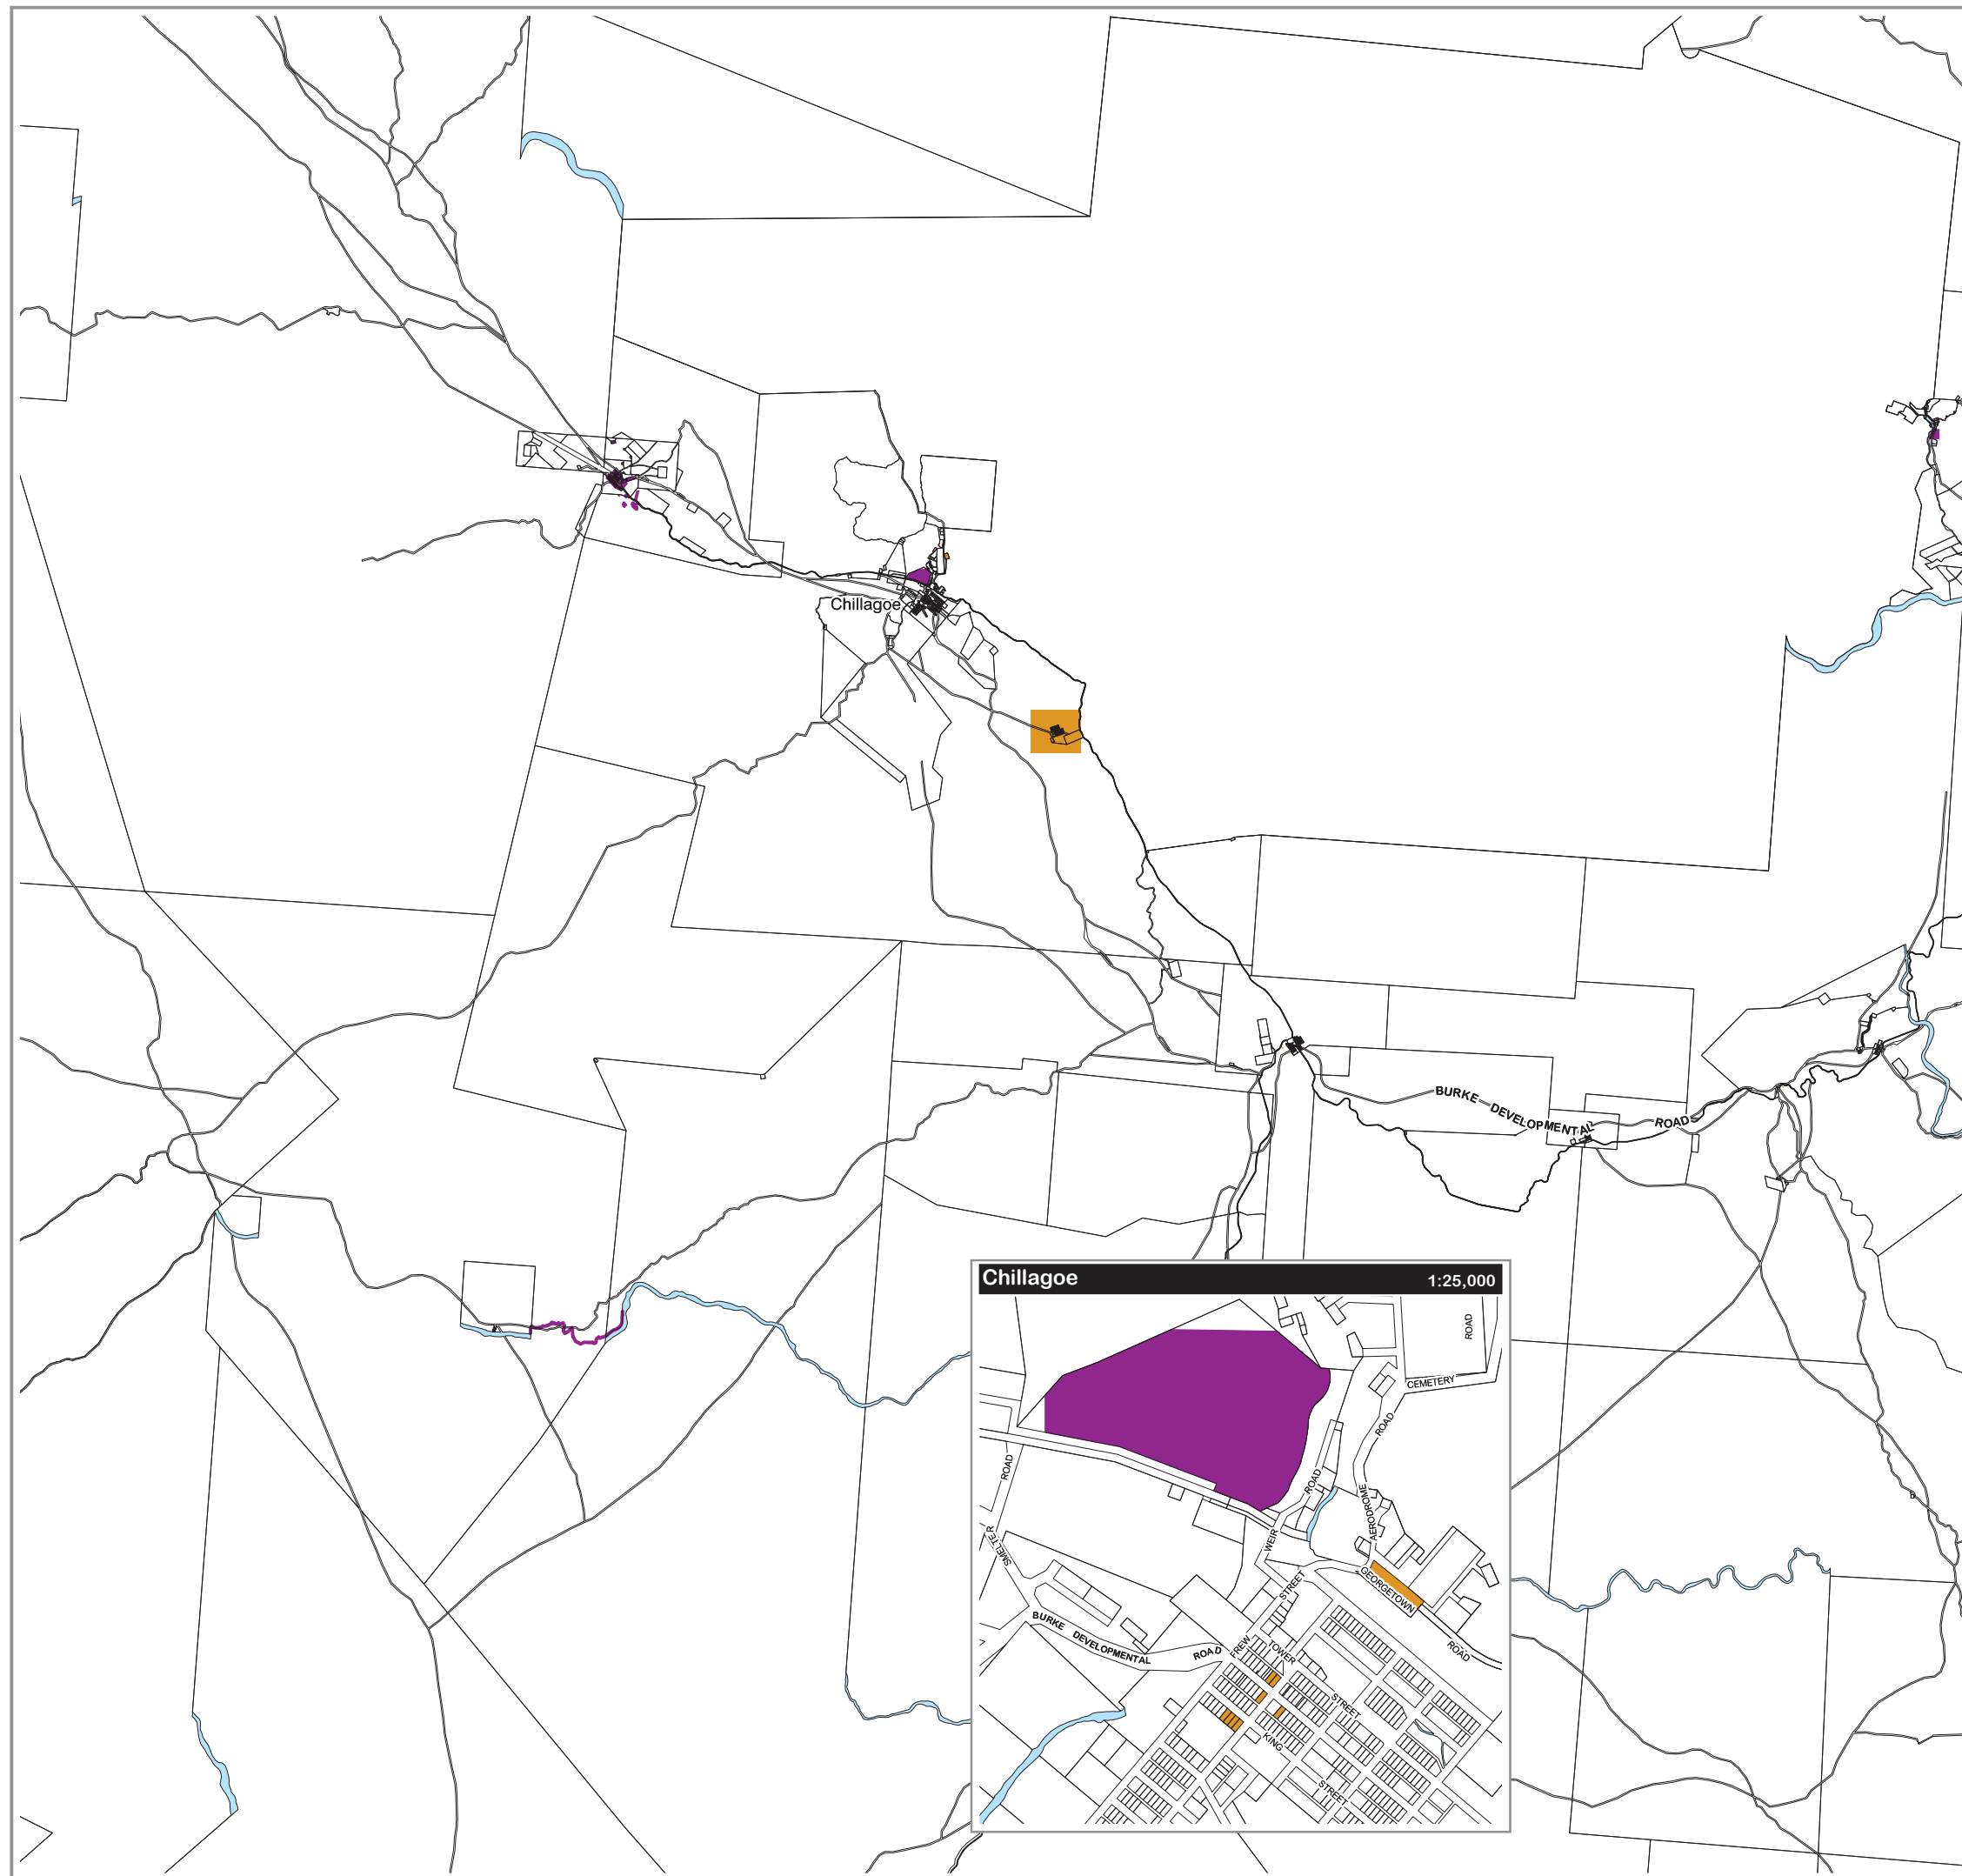 Chillagoe
BURKE DEVELOPMENTAL ROAD
Chillagoe 1:25,000
ROAD
CEMETERY
ROAD
ROAD
ROAD
AERODROME
SMELTER
WEIR
GEORGETOWN
STREET
BURKE DEVELOPMENTAL ROAD
FREW
TOWER
ROAD
STREET
KING
STREET